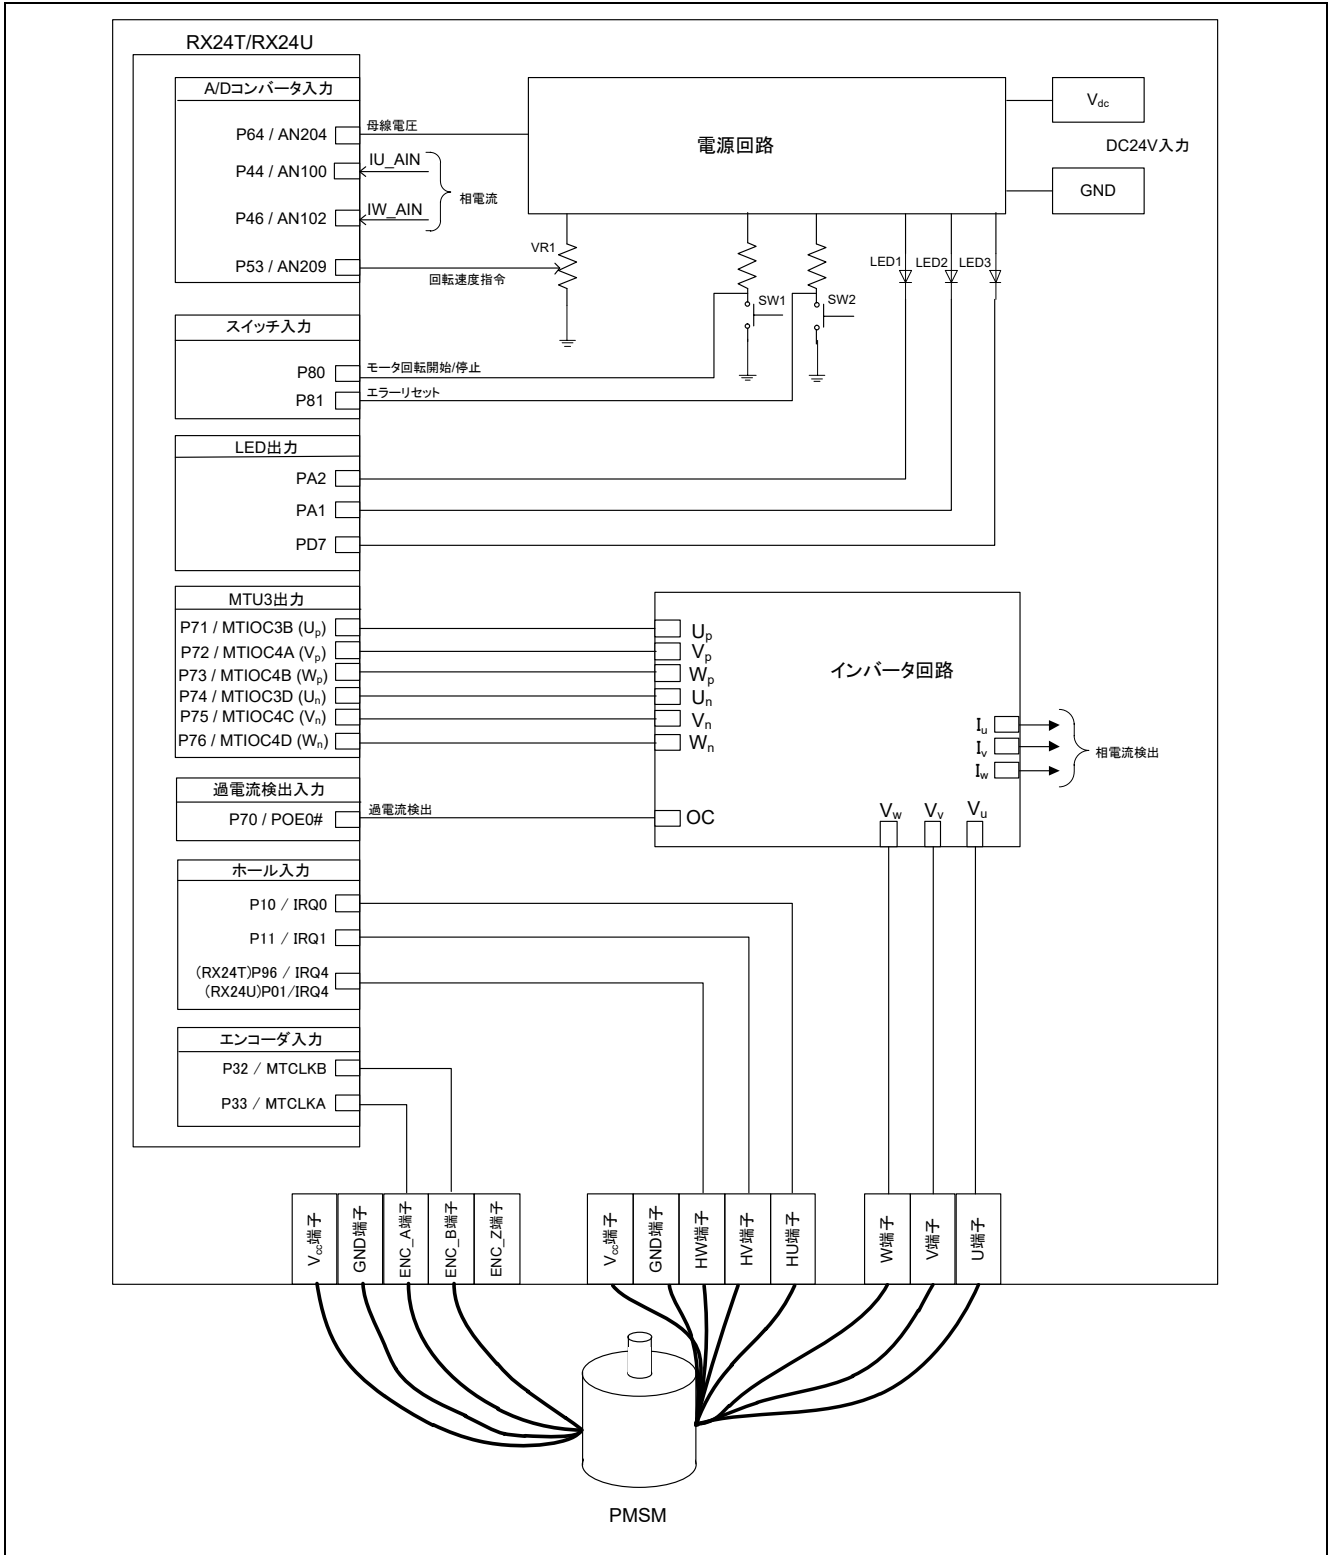 RX24T/RX24U
A/Dコンバータ入力
P64 / AN204
P44 / AN100
P46 / AN102
P53 / AN209
母線電圧
IU_AIN
IW_AIN
相電流
回転速度指令
電源回路
Vdc
DC24V入力
GND
VR1
SW1
SW2
LED1
LED2
LED3
スイッチ入力
P80
P81
モータ回転開始/停止
エラーリセット
LED出力
PA2
PA1
PD7
MTU3出力
P71 / MTIOC3B (Up)
P72 / MTIOC4A (Vp)
P73 / MTIOC4B (Wp)
P74 / MTIOC3D (Un)
P75 / MTIOC4C (Vn)
P76 / MTIOC4D (Wn)
Up
Vp
Wp
Un
Vn
Wn
インバータ回路
Iu
Iv
Iw
相電流検出
過電流検出入力
P70 / POE0#
過電流検出
OC
Vw
Vv
Vu
ホール入力
P10 / IRQ0
P11 / IRQ1
(RX24T)P96 / IRQ4
(RX24U)P01/IRQ4
エンコーダ入力
P32 / MTCLKB
P33 / MTCLKA
Vcc端子
GND端子
ENC_A端子
ENC_B端子
ENC_Z端子
Vcc端子
GND端子
HW端子
HV端子
HU端子
W端子
V端子
U端子
PMSM